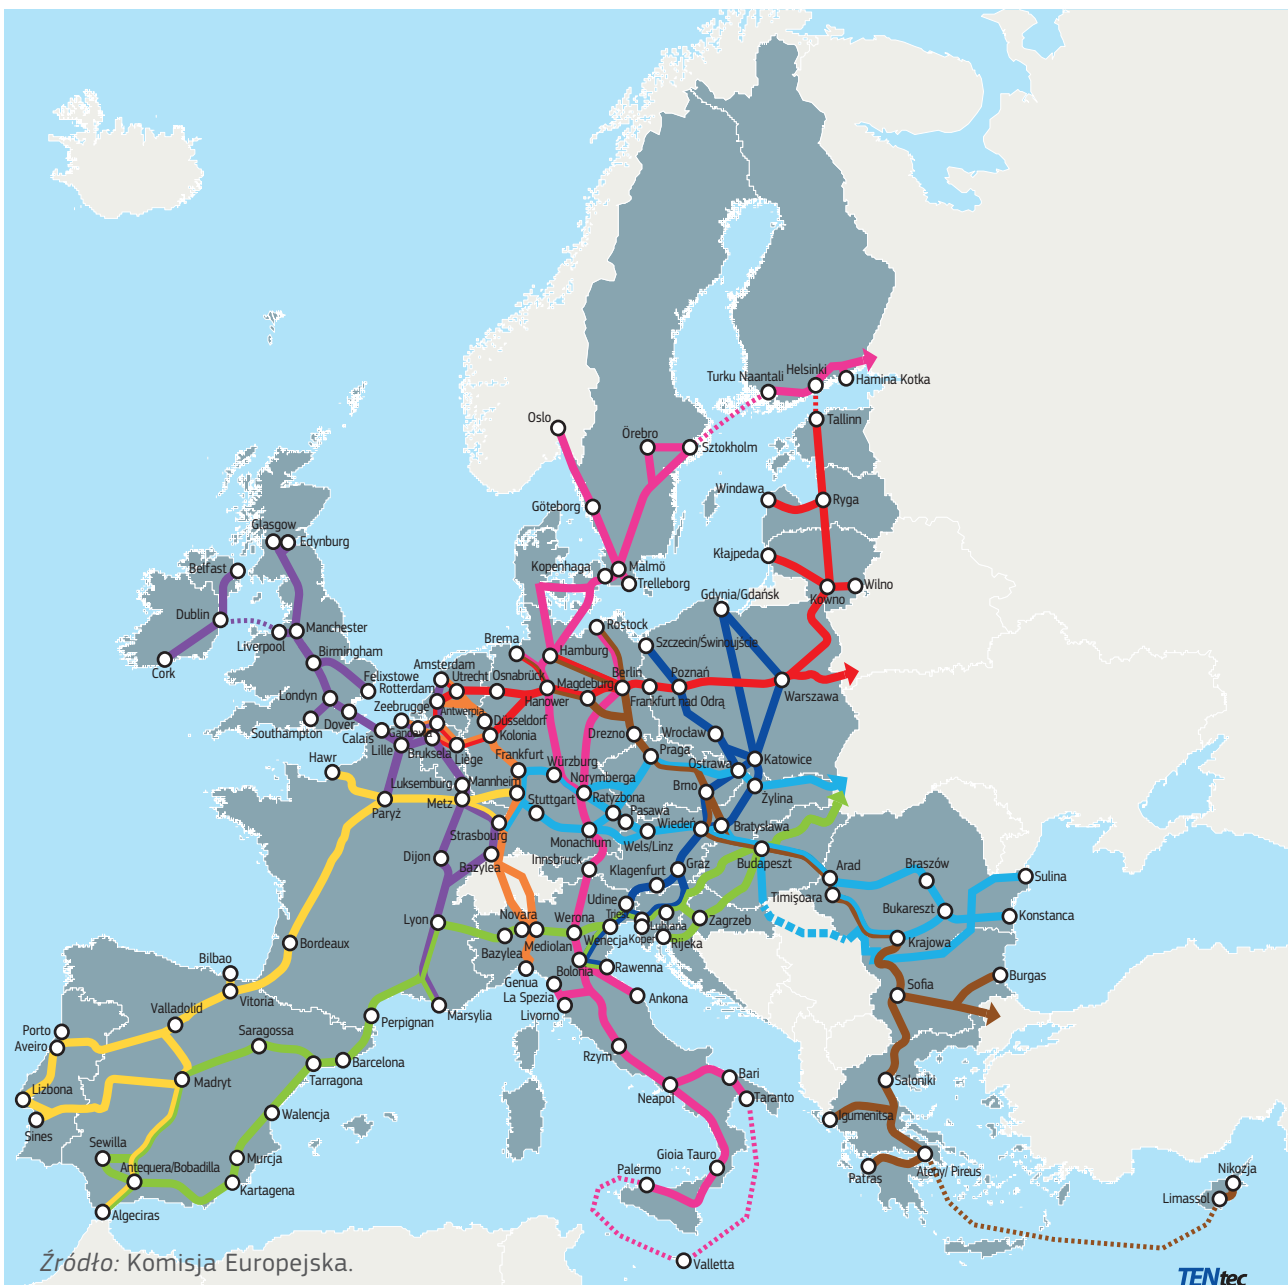 Helsinki
Turku Naantali
Hamina Kotka
Oslo
Tallinn
Örebro
Sztokholm
Windawa
Ryga
Göteborg
Glasgow
Edynburg
Kłajpeda
Belfast
Kopenhaga
Malmö
Trelleborg
Wilno
Gdynia/Gdańsk
Kowno
Dublin
Rostock
Manchester
Liverpool
Brema
Szczecin/Świnoujście
Cork
Birmingham
Hamburg
Felixstowe
Amsterdam
Utrecht
Osnabrück
Berlin
Poznań
Rotterdam
Magdeburg
Londyn
Hanower
Frankfurt nad Odrą
Warszawa
Zeebrugge
Antwerpia
Southampton
Dover
Düsseldorf
Gandawa
Calais
Kolonia
Drezno
Wrocław
Lille
Bruksela
Liège
Praga
Hawr
Frankfurt
Würzburg
Ostrawa
Katowice
Luksemburg
Mannheim
Norymberga
Brno
Żylina
Metz
Stuttgart
Ratyzbona
Paryż
Pasawa
Strasbourg
Wiedeń
Bratysława
Monachium
Wels/Linz
Dijon
Bazylea
Innsbruck
Klagenfurt
Graz
Budapeszt
Arad
Braszów
Sulina
Timișoara
Udine
Bukareszt
Lyon
Novara
Werona
Triest
Lublana
Zagrzeb
Konstanca
Mediolan
Wenecja
Koper
Rijeka
Krajowa
Bordeaux
Bazylea
Bilbao
Genua
Bolonia
Rawenna
Burgas
Vitoria
La Spezia
Ankona
Sofia
Valladolid
Livorno
Marsylia
Porto
Perpignan
Aveiro
Saragossa
Rzym
Barcelona
Tarragona
Bari
Saloniki
Lizbona
Madryt
Neapol
Taranto
Walencja
Igumenitsa
Sines
Sewilla
Murcja
Gioia Tauro
Antequera/Bobadilla
Palermo
Ateny/ Pireus
Patras
Nikozja
Kartagena
Limassol
Algeciras
Źródło: Komisja Europejska.
Valletta
TENtec